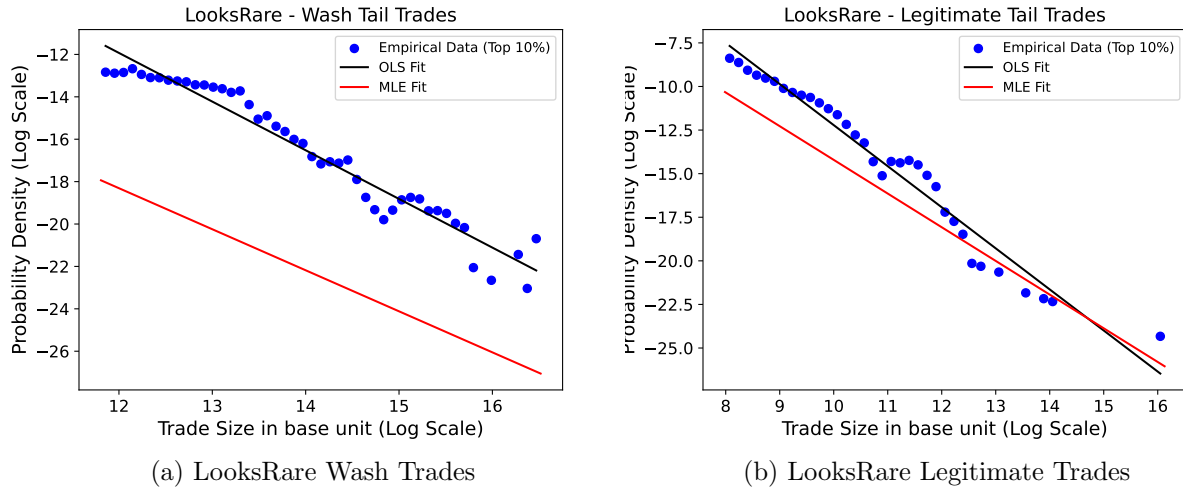 LooksRare - Wash Tail Trades
Empirical Data (Top 10%)
OLS Fit
MLE Fit
Probability Density (Log Scale)
−12
−14
−16
−18
−20
−22
−24
−26
12
13
14
15
16
Trade Size in base unit (Log Scale)
(a) LooksRare Wash Trades
LooksRare - Legitimate Tail Trades
Empirical Data (Top 10%)
OLS Fit
MLE Fit
Probability Density (Log Scale)
−7.5
−10.0
−12.5
−15.0
−17.5
−20.0
−22.5
−25.0
8
9
10
11
12
13
14
15
16
Trade Size in base unit (Log Scale)
(b) LooksRare Legitimate Trades